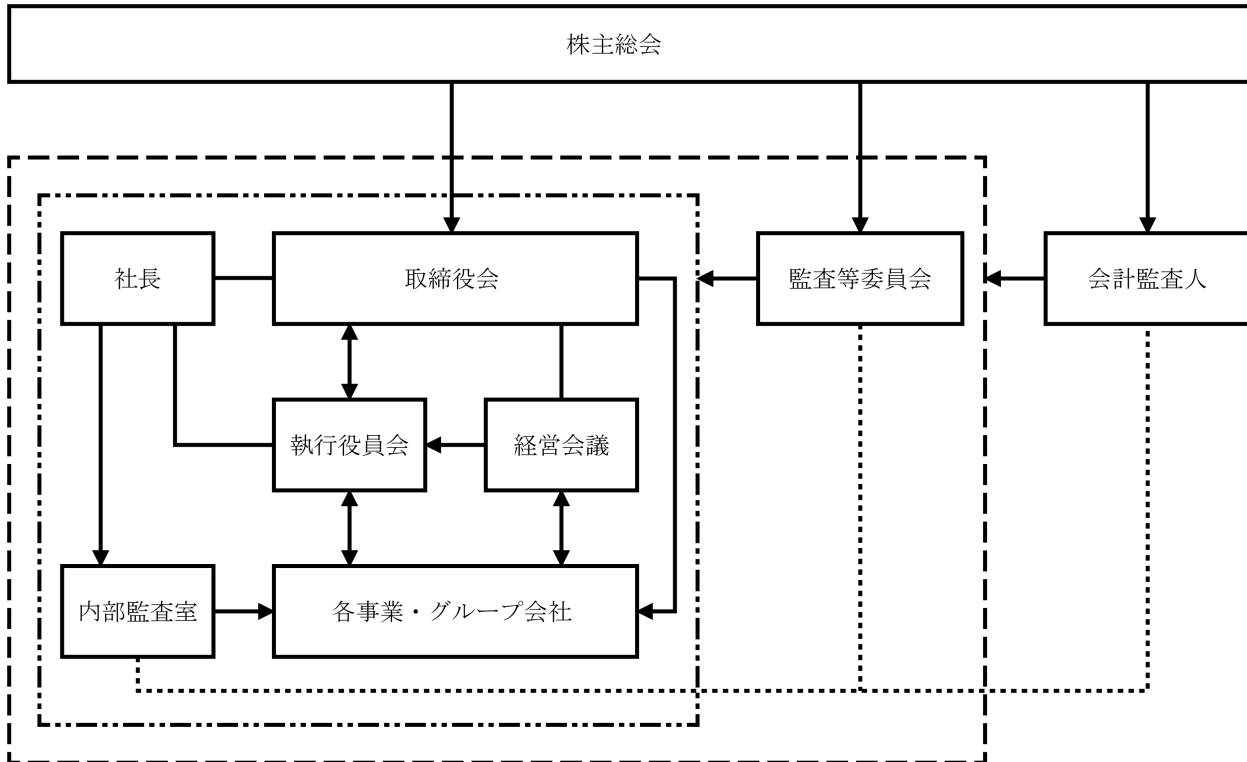 株主総会
社長
取締役会
監査等委員会
会計監査人
執行役員会
経営会議
内部監査室
各事業・グループ会社